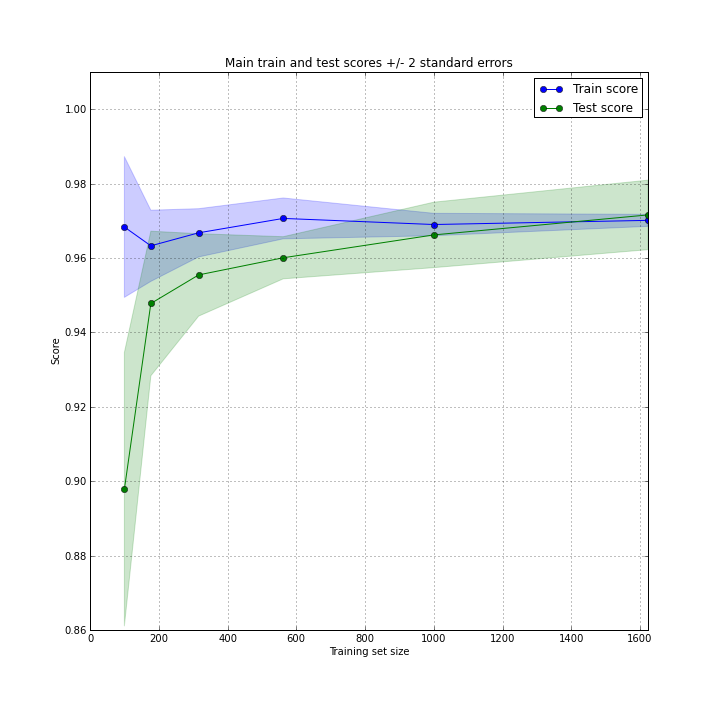 Main train and test scores +/- 2 standard errors
Train score
Test score
1.00
0.98
0.96
0.94
0.92
0.90
0.88
0.86
Score
0 200 400 600 800 1000 1200 1400 1600
Training set size